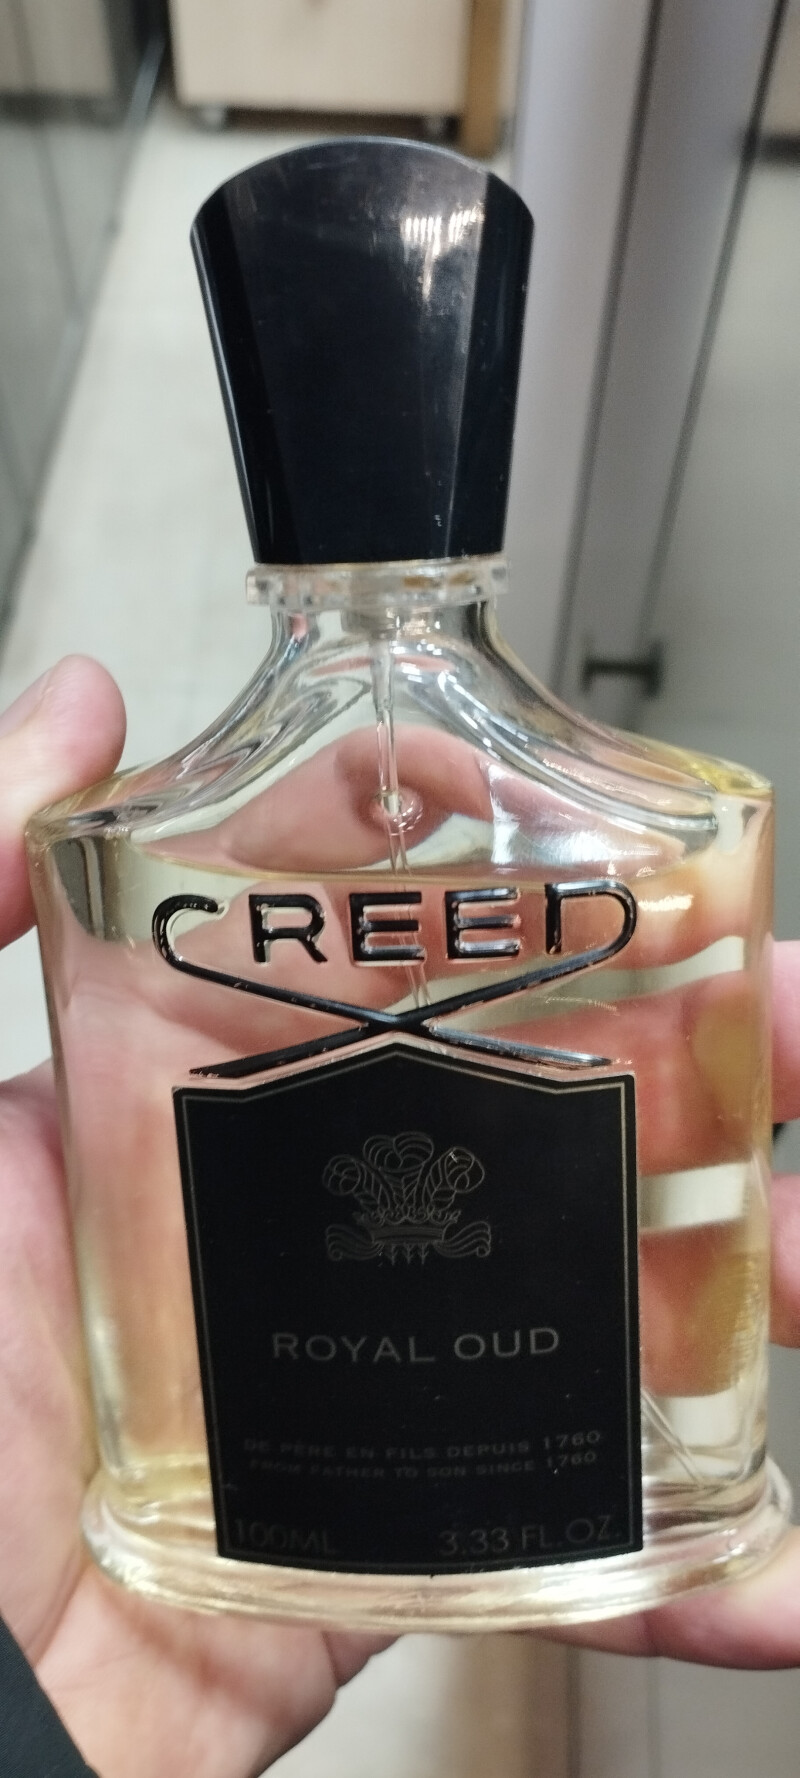 CREED
ROYAL OUD
DE PÈRE EN FILS DEPUIS 1760
FROM FATHER TO SON SINCE 1760
100ML 3.33 FL.OZ.